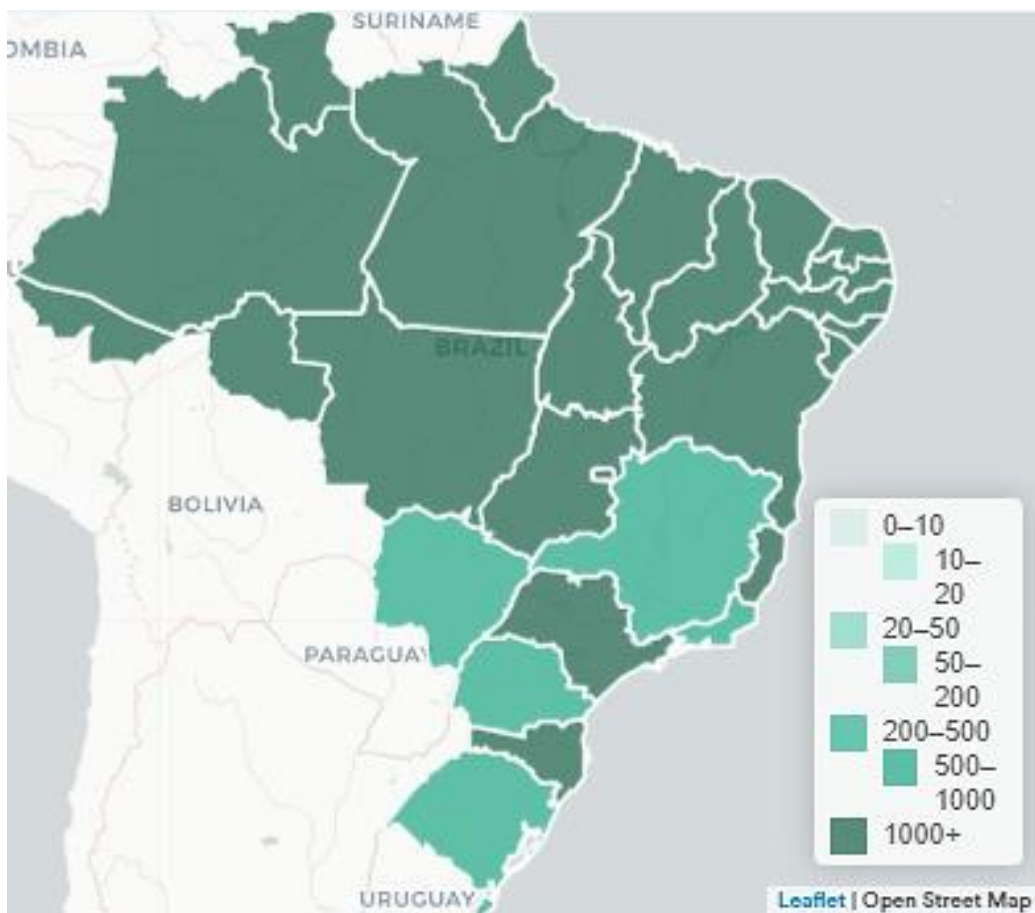 SURINAME
OMBIA
BRAZIL
BOLIVIA
PARAGUAY
URUGUAY
0–10
10–
20
20–50
50–
200
200–500
500–
1000
1000+
Leaflet | Open Street Map